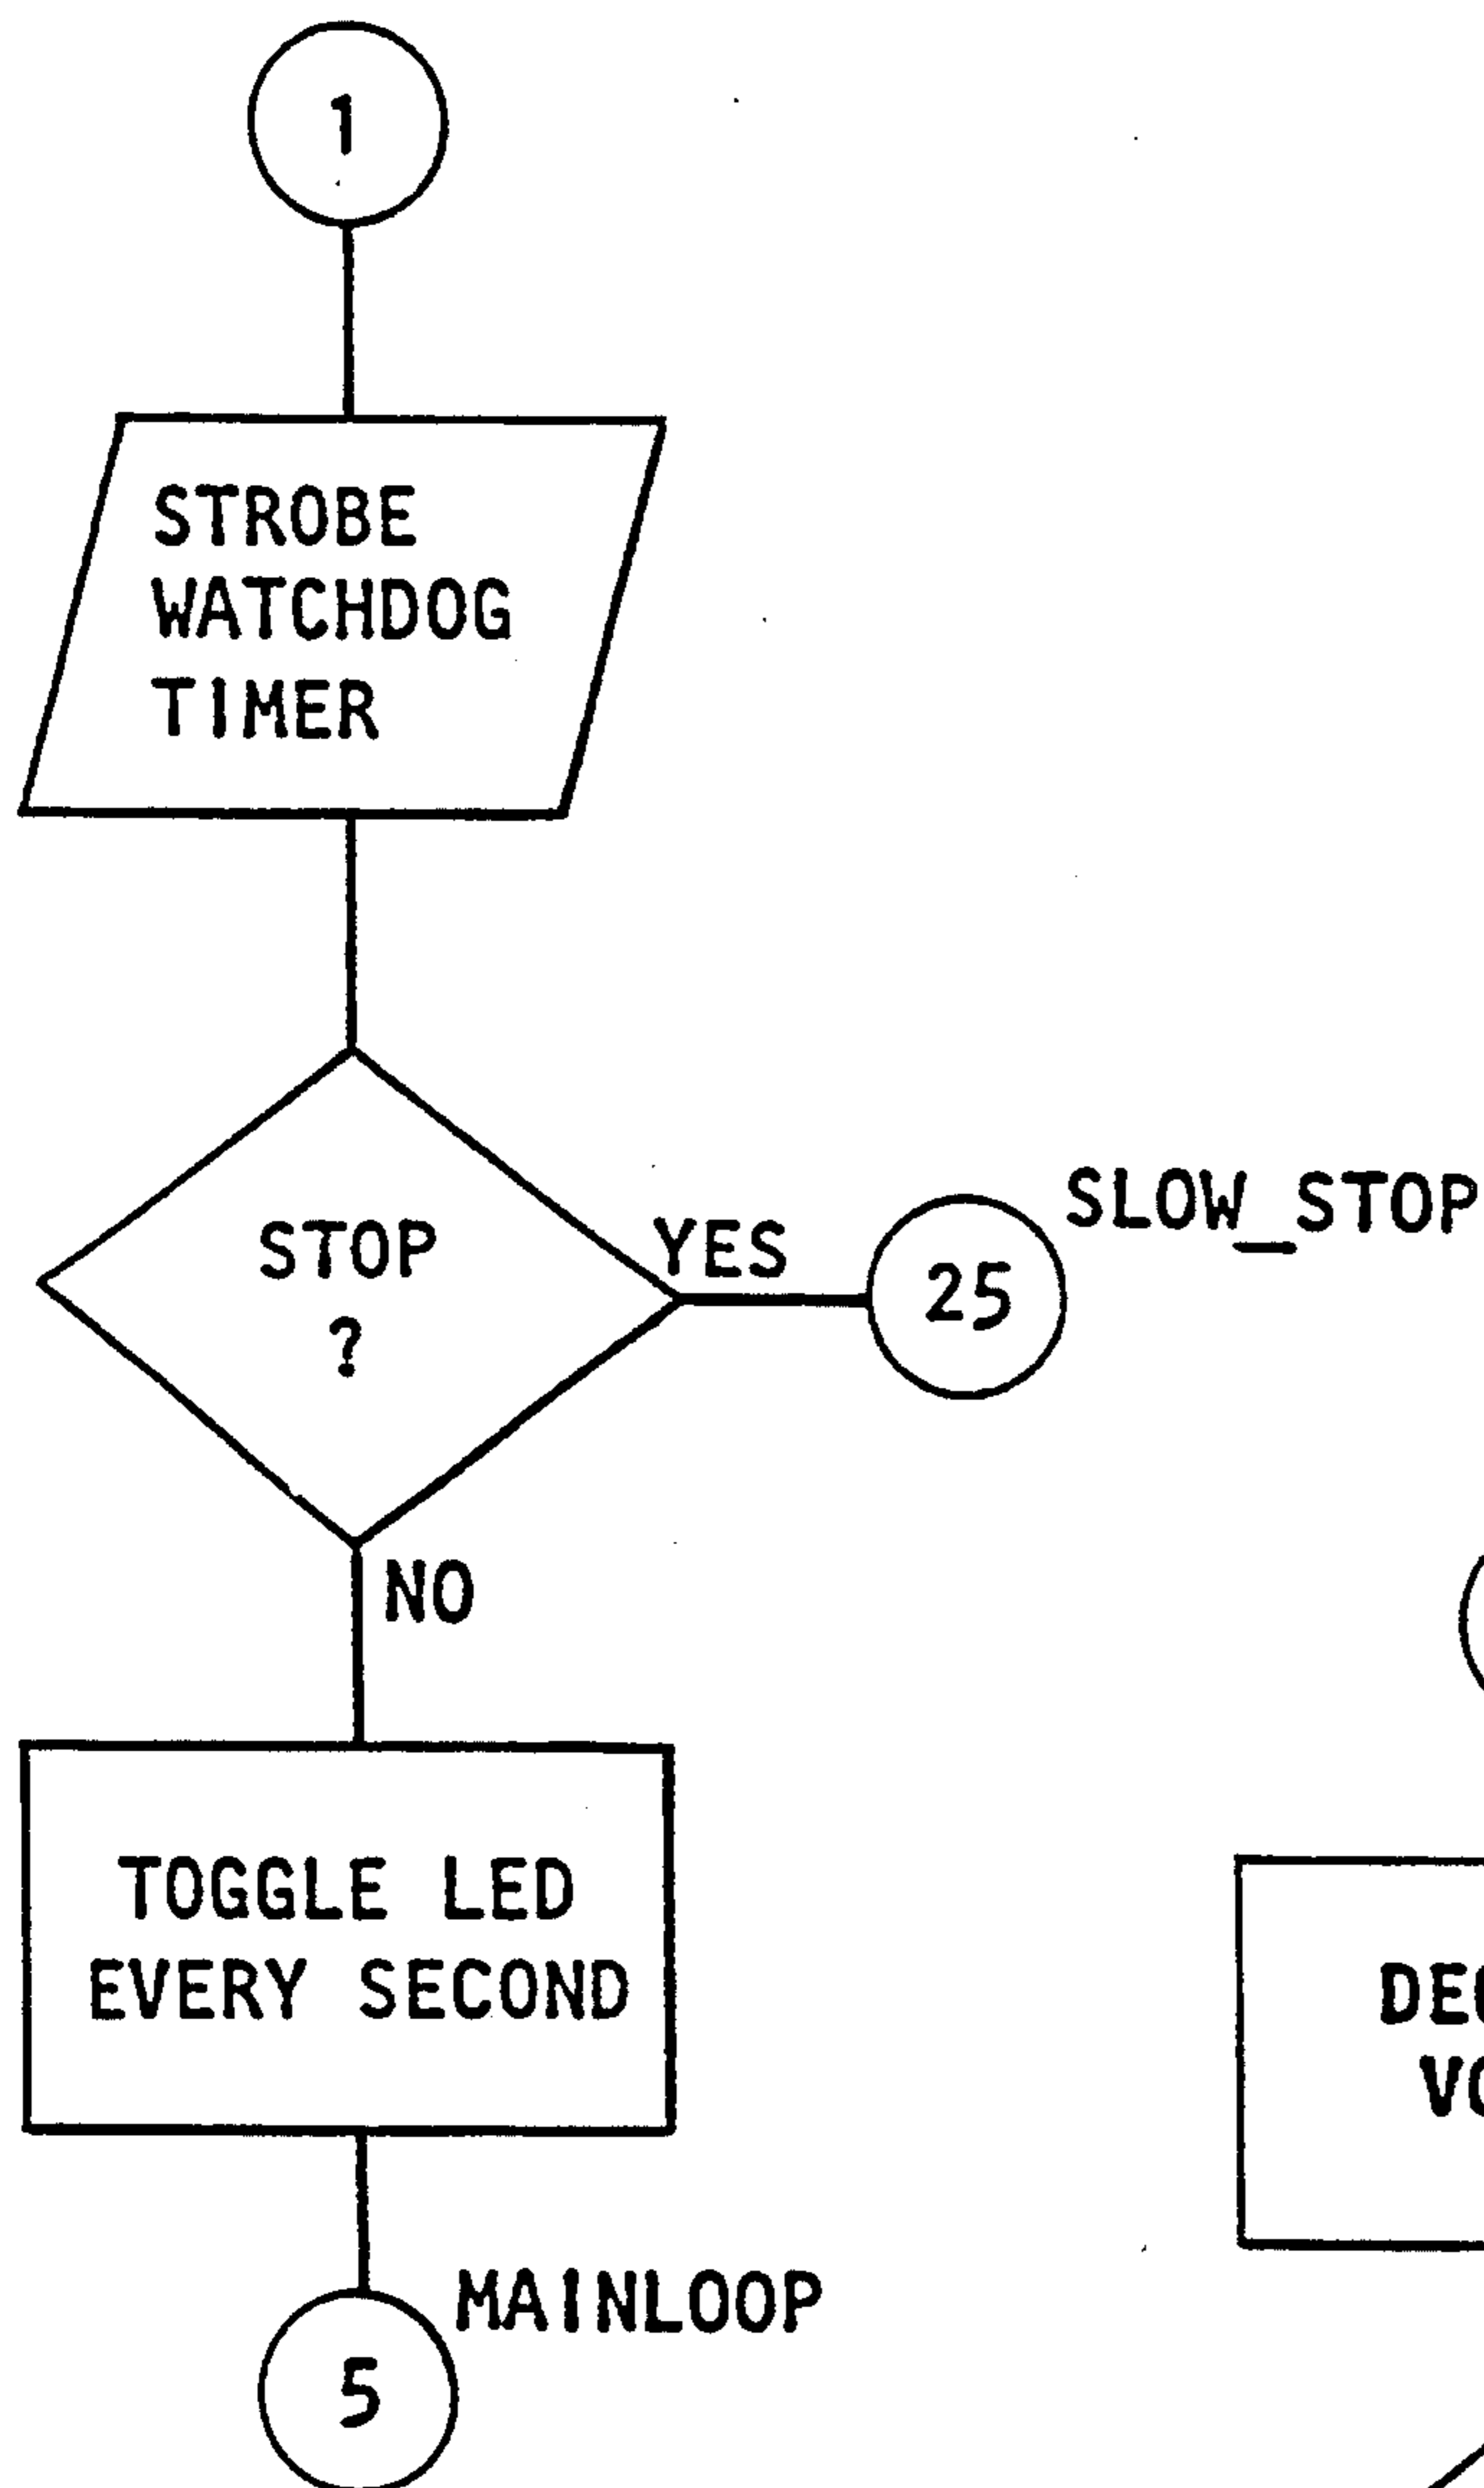 1
STROBE
WATCHDOG
TIMER
STOP
?
YES
25
SLOW_STOP
NO
TOGGLE LED
EVERY SECOND
MAINLOOP
5